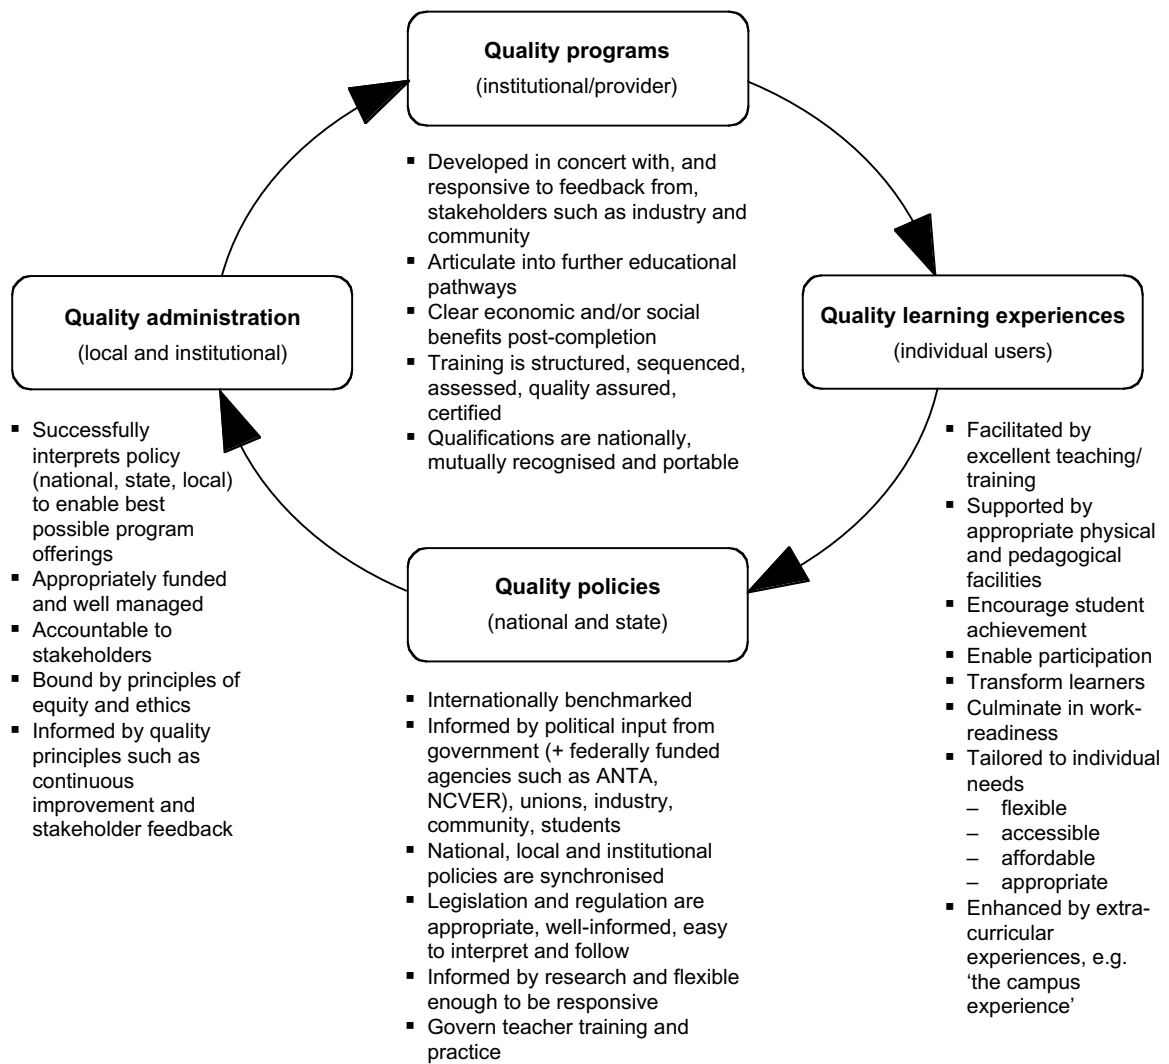 Quality programs
(institutional/provider)
▪ Developed in concert with, and
responsive to feedback from,
stakeholders such as industry and
community
▪ Articulate into further educational
pathways
▪ Clear economic and/or social
benefits post-completion
▪ Training is structured, sequenced,
assessed, quality assured,
certified
▪ Qualifications are nationally,
mutually recognised and portable
Quality administration
(local and institutional)
▪ Successfully
interprets policy
(national, state, local)
to enable best
possible program
offerings
▪ Appropriately funded
and well managed
▪ Accountable to
stakeholders
▪ Bound by principles of
equity and ethics
▪ Informed by quality
principles such as
continuous
improvement and
stakeholder feedback
Quality learning experiences
(individual users)
▪ Facilitated by
excellent teaching/
training
▪ Supported by
appropriate physical
and pedagogical
facilities
▪ Encourage student
achievement
▪ Enable participation
▪ Transform learners
▪ Culminate in work-
readiness
▪ Tailored to individual
needs
– flexible
– accessible
– affordable
– appropriate
▪ Enhanced by extra-
curricular
experiences, e.g.
‘the campus
experience’
Quality policies
(national and state)
▪ Internationally benchmarked
▪ Informed by political input from
government (+ federally funded
agencies such as ANTA,
NCVER), unions, industry,
community, students
▪ National, local and institutional
policies are synchronised
▪ Legislation and regulation are
appropriate, well-informed, easy
to interpret and follow
▪ Informed by research and flexible
enough to be responsive
▪ Govern teacher training and
practice